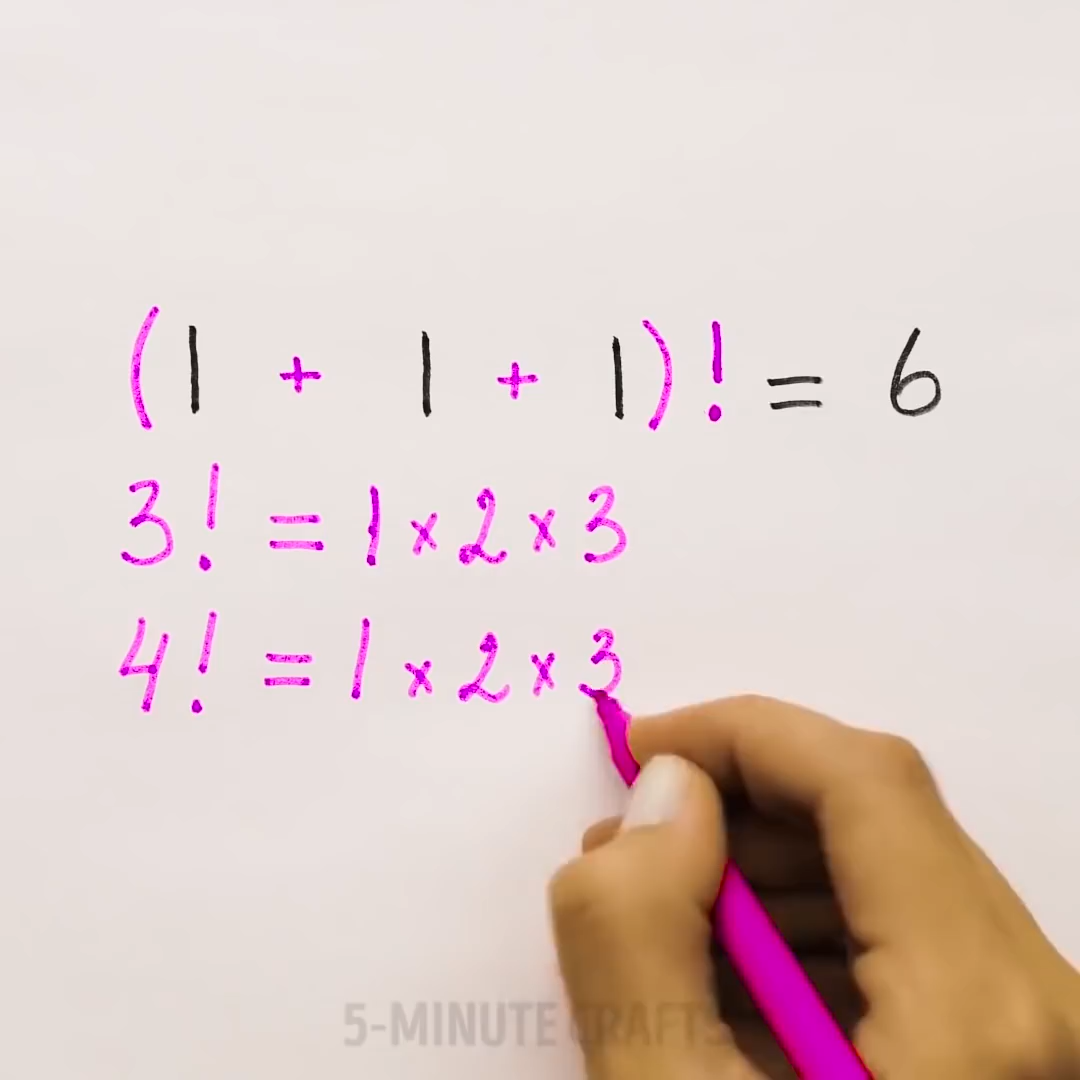 (1 + 1 + 1)! = 6
3! = 1 × 2 × 3
4! = 1 × 2 × 3
5-MINUTE CRAFTS